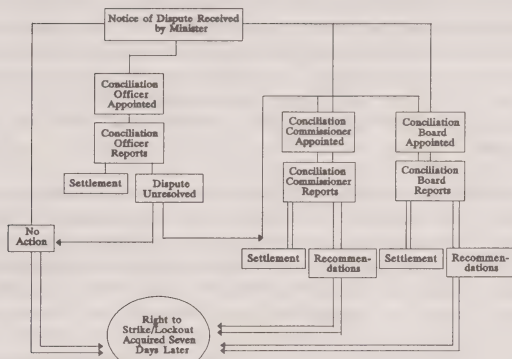 Notice of Dispute Received
by Minister
Conciliation
Officer
Appointed
Conciliation
Officer
Reports
Settlement
Dispute
Unresolved
No
Action
Conciliation
Commissioner
Appointed
Conciliation
Commissioner
Reports
Settlement
Recommen-
dations
Conciliation
Board
Appointed
Conciliation
Board
Reports
Settlement
Recommen-
dations
Right to
Strike/Lockout
Acquired Seven
Days Later